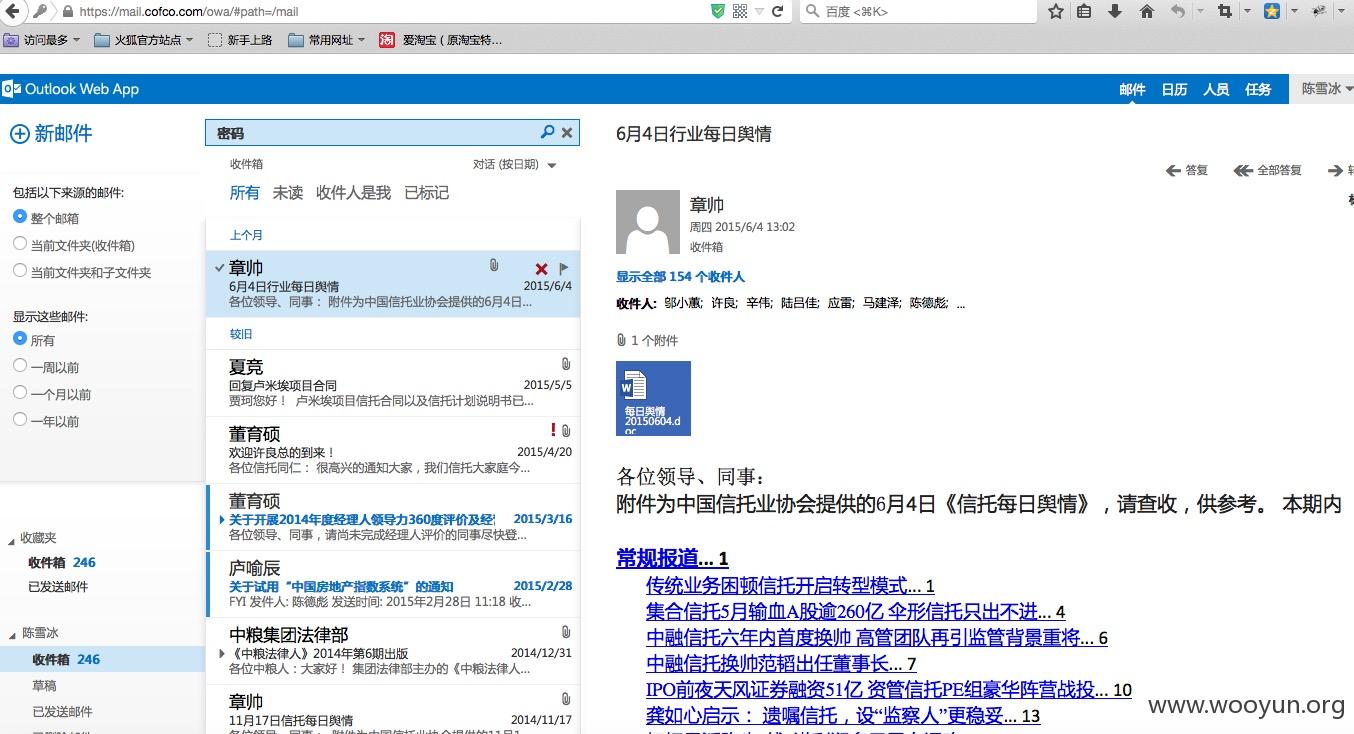 https://mail.cofco.com/owa/#path=/mail
百度 <⌘K>
访问最多
火狐官方站点
新手上路
常用网址
爱淘宝（原淘宝特...
Outlook Web App
邮件 日历 人员 任务
陈雪冰
新邮件
包括以下来源的邮件:
整个邮箱
当前文件夹(收件箱)
当前文件夹和子文件夹
显示这些邮件:
所有
一周以前
一个月以前
一年以前
收藏夹
收件箱 246
已发送邮件
陈雪冰
收件箱 246
草稿
已发送邮件
密码
收件箱
对话 (按日期)
所有 未读 收件人是我 已标记
上个月
章帅
6月4日行业每日舆情 2015/6/4
各位领导、同事： 附件为中国信托业协会提供的6月4日...
较旧
夏竞
回复卢米埃项目合同 2015/5/5
贾珂您好！ 卢米埃项目信托合同以及信托计划说明书已...
董育硕
欢迎许良总的到来！ 2015/4/20
各位信托同仁： 很高兴的通知大家，我们信托大家庭今...
董育硕
关于开展2014年度经理人领导力360度评价及经 2015/3/16
各位领导、同事，请尚未完成经理人评价的同事尽快登...
庐喻辰
关于试用“中国房地产指数系统”的通知 2015/2/28
FYI 发件人: 陈德彪 发送时间: 2015年2月28日 11:18 收...
中粮集团法律部
《中粮法律人》2014年第6期出版 2014/12/31
各位中粮人：大家好！ 集团法律部主办的《中粮法律人...
章帅
11月17日信托每日舆情 2014/11/17
6月4日行业每日舆情
答复
全部答复
章帅
周四 2015/6/4 13:02
收件箱
显示全部 154 个收件人
收件人: 邬小蕙; 许良; 辛伟; 陆吕佳; 应雷; 马建泽; 陈德彪; ...
1 个附件
每日舆情
20150604.d
oc
各位领导、同事：
附件为中国信托业协会提供的6月4日《信托每日舆情》，请查收，供参考。 本期内
常规报道... 1
传统业务困顿信托开启转型模式... 1
集合信托5月输血A股逾260亿 伞形信托只出不进... 4
中融信托六年内首度换帅 高管团队再引监管背景重将... 6
中融信托换帅范韬出任董事长... 7
IPO前夜天风证券融资51亿 资管信托PE组豪华阵营战投... 10
龚如心启示： 遗嘱信托，设“监察人”更稳妥... 13
www.wooyun.org